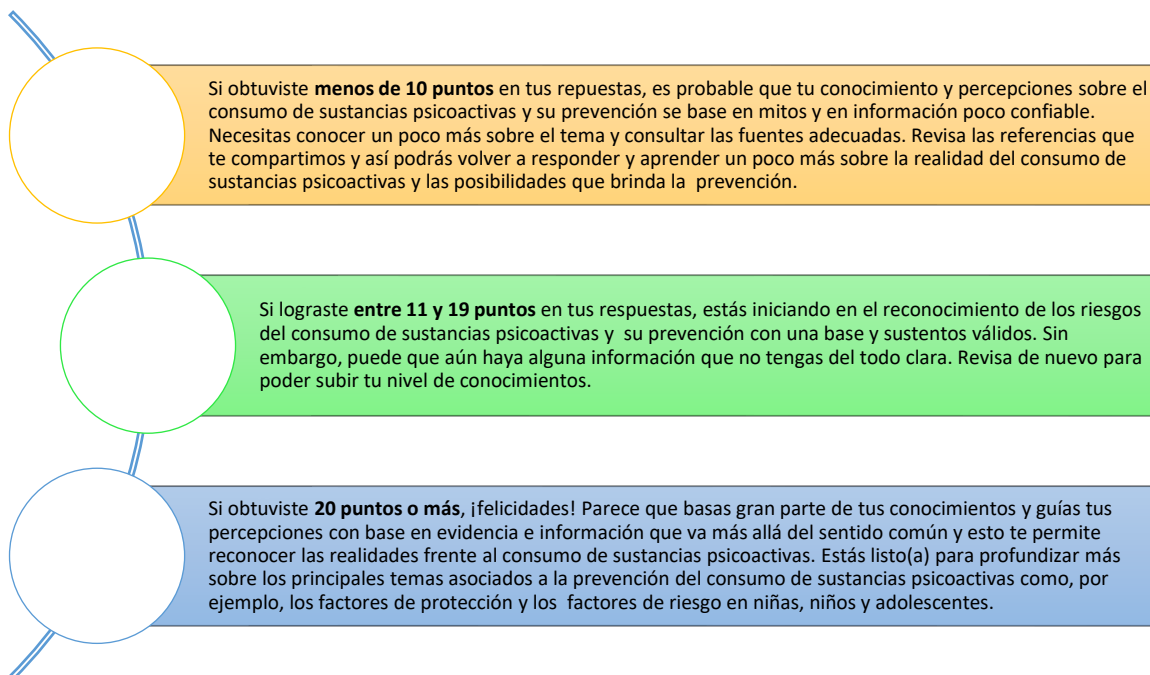 Si obtuviste menos de 10 puntos en tus repuestas, es probable que tu conocimiento y percepciones sobre el
consumo de sustancias psicoactivas y su prevención se base en mitos y en información poco confiable.
Necesitas conocer un poco más sobre el tema y consultar las fuentes adecuadas. Revisa las referencias que
te compartimos y así podrás volver a responder y aprender un poco más sobre la realidad del consumo de
sustancias psicoactivas y las posibilidades que brinda la prevención.
Si lograste entre 11 y 19 puntos en tus respuestas, estás iniciando en el reconocimiento de los riesgos
del consumo de sustancias psicoactivas y su prevención con una base y sustentos válidos. Sin
embargo, puede que aún haya alguna información que no tengas del todo clara. Revisa de nuevo para
poder subir tu nivel de conocimientos.
Si obtuviste 20 puntos o más, ¡felicidades! Parece que basas gran parte de tus conocimientos y guías tus
percepciones con base en evidencia e información que va más allá del sentido común y esto te permite
reconocer las realidades frente al consumo de sustancias psicoactivas. Estás listo(a) para profundizar más
sobre los principales temas asociados a la prevención del consumo de sustancias psicoactivas como, por
ejemplo, los factores de protección y los factores de riesgo en niñas, niños y adolescentes.